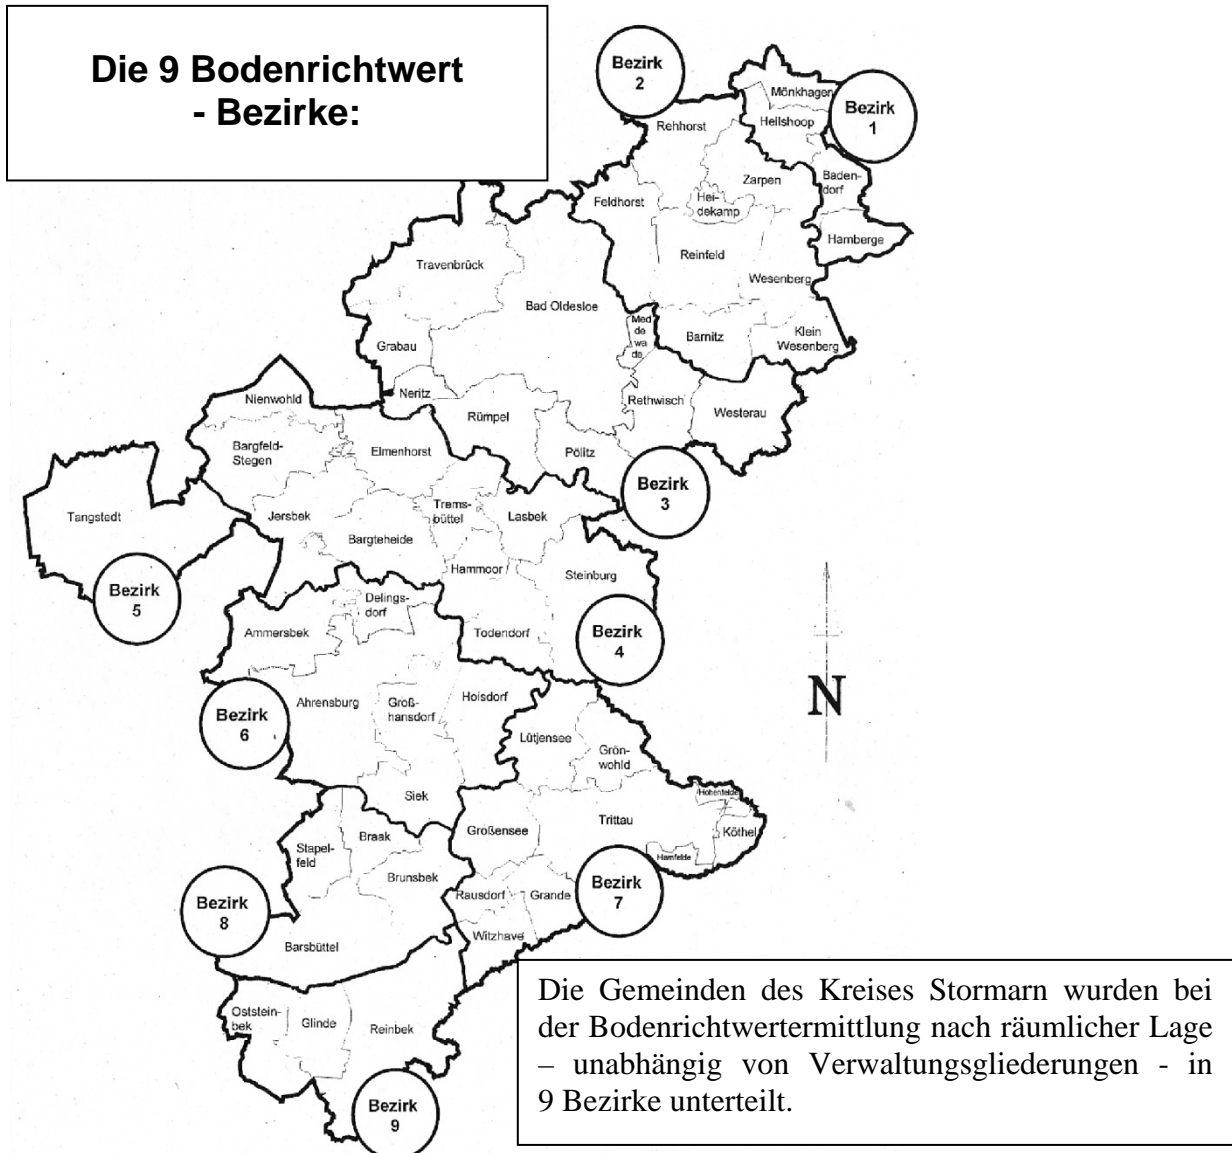 Die 9 Bodenrichtwert
- Bezirke:
Bezirk
2
Mönkhagen
Bezirk
1
Heilshoop
Rehhorst
Baden-
dorf
Zarpen
Feldhorst
Hei-
dekamp
Hamberge
Reinfeld
Travenbrück
Wesenberg
Bad Oldesloe
Med
de
wa
de
Barnitz
Klein
Wesenberg
Grabau
Neritz
Nienwohld
Rethwisch
Westerau
Rümpel
Bargfeld-
Stegen
Elmenhorst
Pölitz
Bezirk
3
Tangstedt
Jersbek
Trems-
büttel
Lasbek
Bargteheide
Hammoor
Steinburg
Bezirk
5
Delings-
dorf
Ammersbek
Todendorf
Bezirk
4
Ahrensburg
Groß-
hansdorf
Hoisdorf
N
Bezirk
6
Lütjensee
Grön-
wohld
Siek
Hohenfelde
Großensee
Trittau
Köthel
Stapel-
feld
Braak
Hamfelde
Brunsbek
Rausdorf
Grande
Bezirk
7
Bezirk
8
Witzhave
Barsbüttel
Oststein-
bek
Glinde
Reinbek
Bezirk
9
Die Gemeinden des Kreises Stormarn wurden bei
der Bodenrichtwertermittlung nach räumlicher Lage
– unabhängig von Verwaltungsgliederungen - in
9 Bezirke unterteilt.